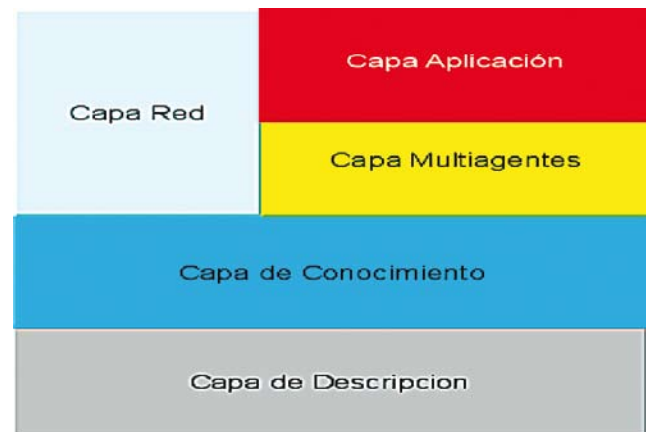 Capa Aplicación
Capa Red
Capa Multiagentes
Capa de Conocimiento
Capa de Descripcion